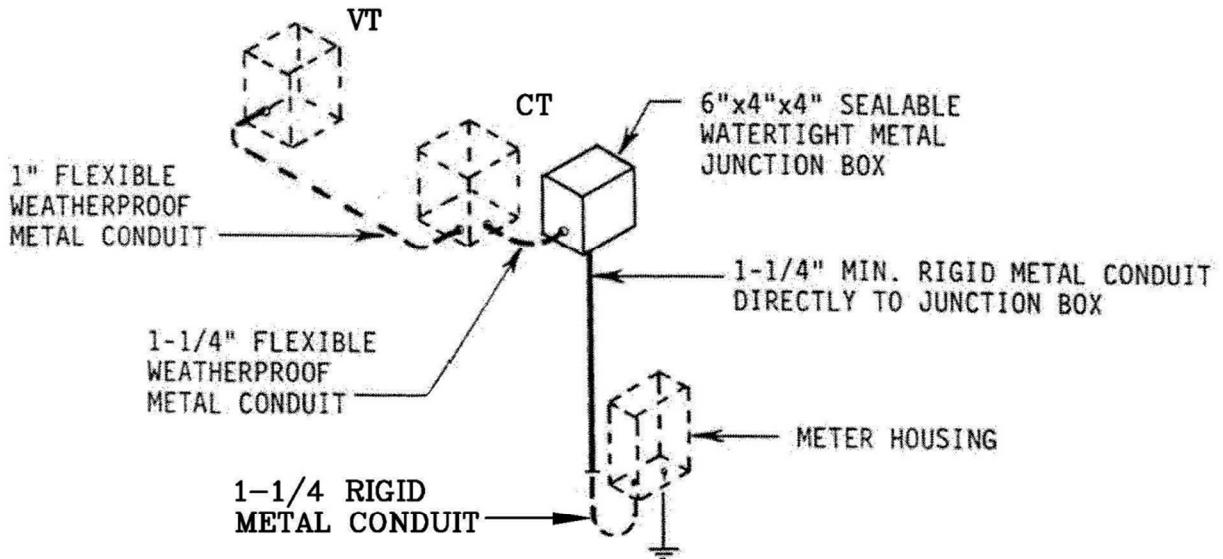 VT
CT
6"x4"x4" SEALABLE
WATERTIGHT METAL
JUNCTION BOX
1" FLEXIBLE
WEATHERPROOF
METAL CONDUIT
1-1/4" MIN. RIGID METAL CONDUIT
DIRECTLY TO JUNCTION BOX
1-1/4" FLEXIBLE
WEATHERPROOF
METAL CONDUIT
METER HOUSING
1-1/4 RIGID
METAL CONDUIT